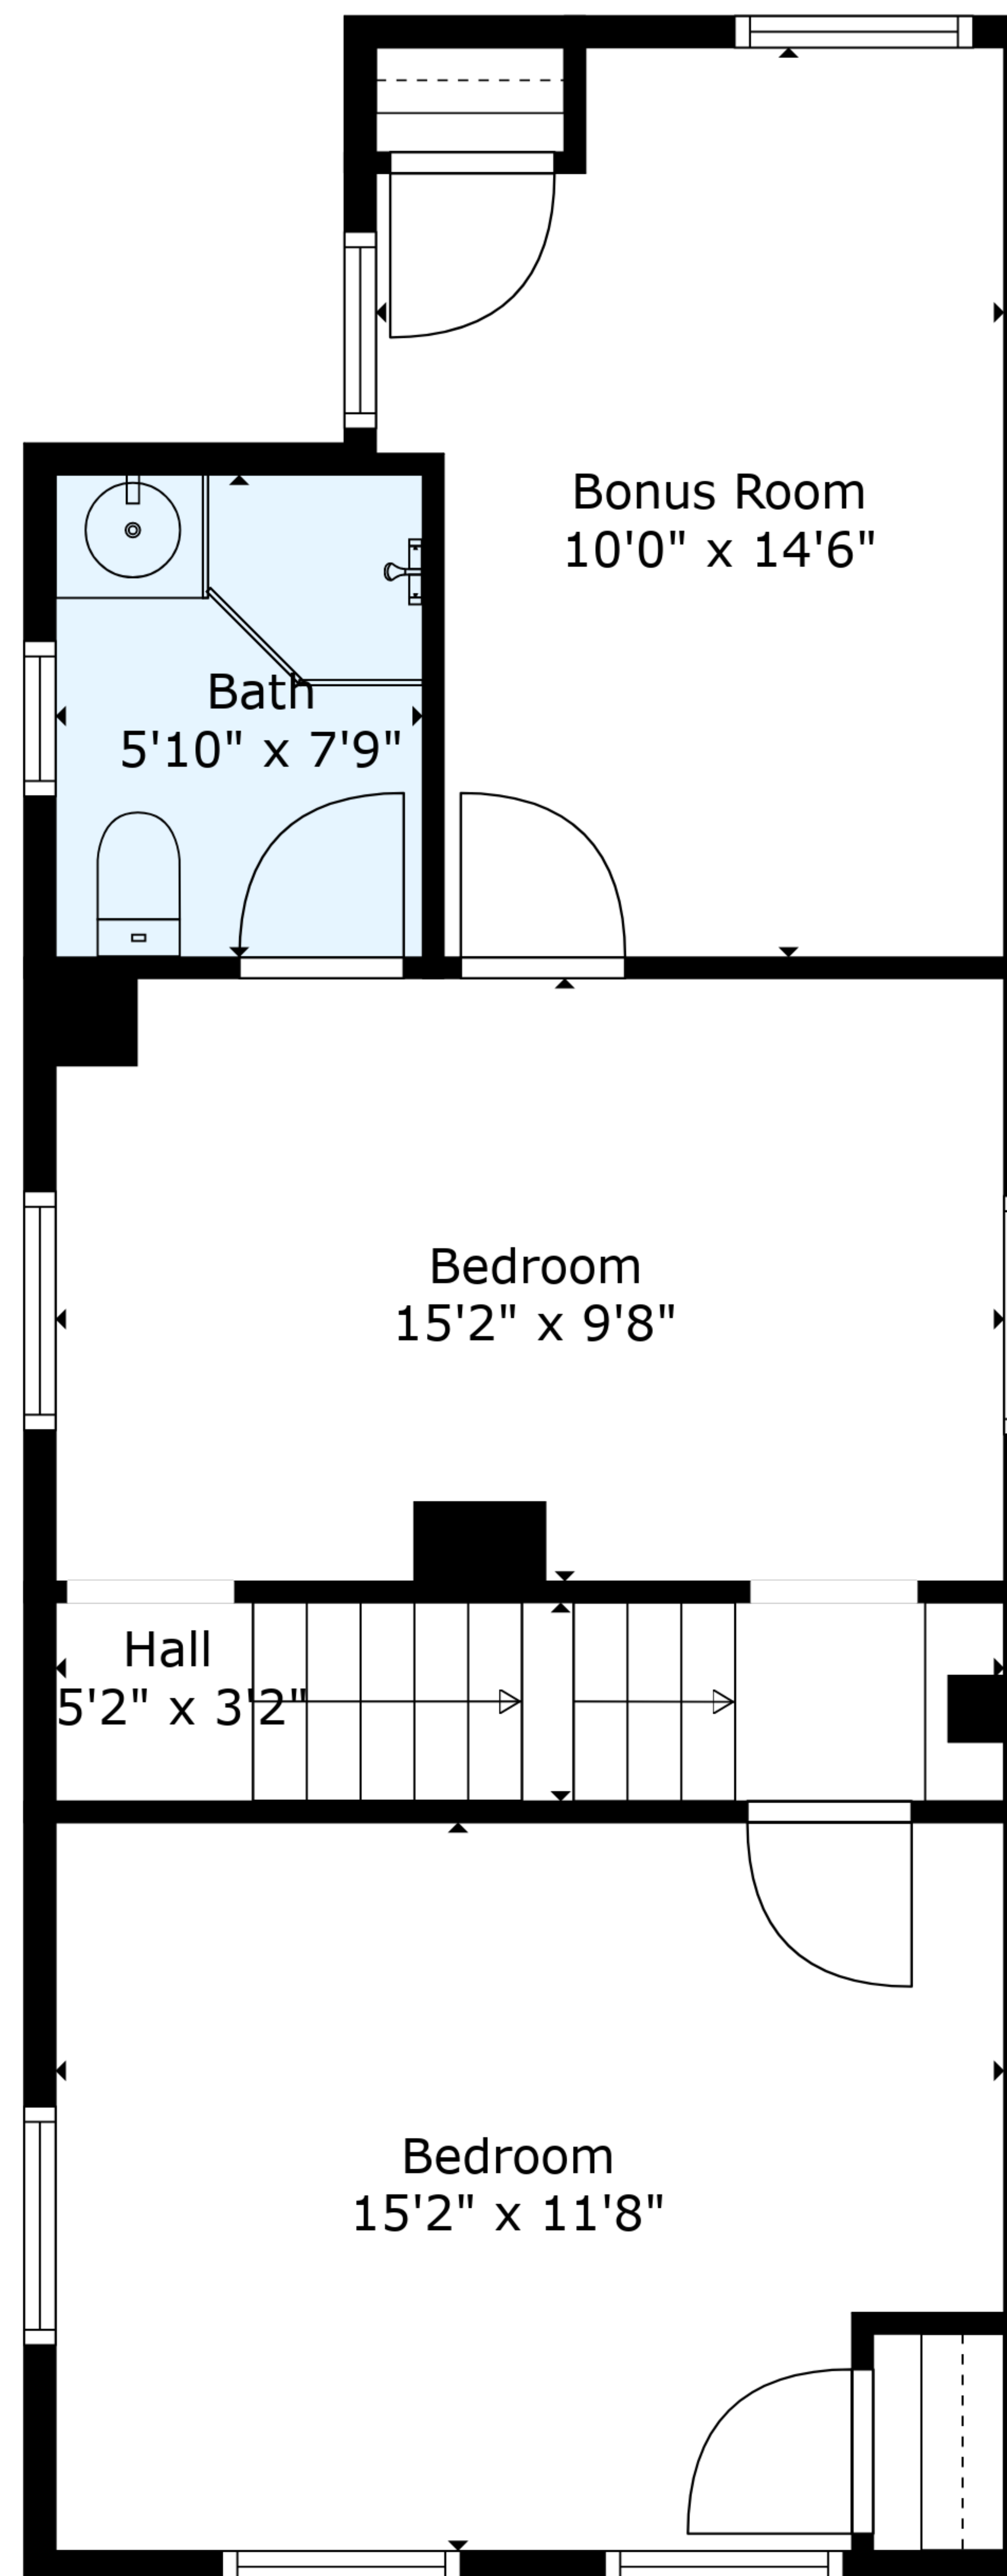 Bonus Room
10'0" x 14'6"
Bath
5'10" x 7'9"
Bedroom
15'2" x 9'8"
Hall
5'2" x 3'2"
Bedroom
15'2" x 11'8"